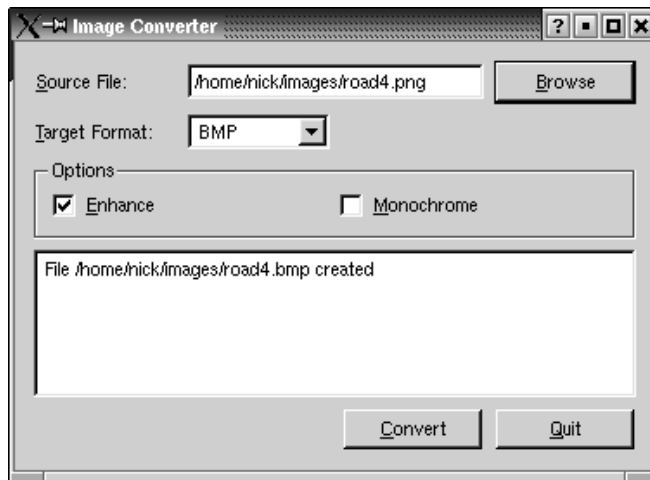 Image Converter
Source File: /home/nick/images/road4.png Browse
Target Format: BMP
Options
Enhance Monochrome
File /home/nick/images/road4.bmp created
Convert Quit